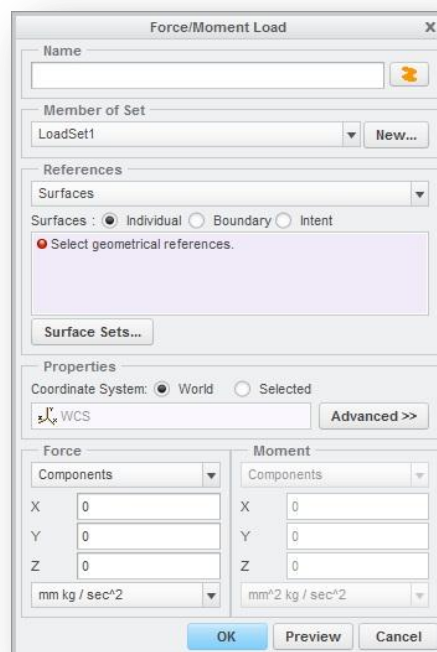 Force/Moment Load
x
Name
Member of Set
LoadSet1
New...
References
Surfaces
Surfaces : Individual Boundary Intent
Select geometrical references.
Surface Sets...
Properties
Coordinate System: World Selected
WCS
Advanced >>
Force
Components
X 0
Y 0
Z 0
mm kg / sec^2
Moment
Components
X 0
Y 0
Z 0
mm^2 kg / sec^2
OK Preview Cancel